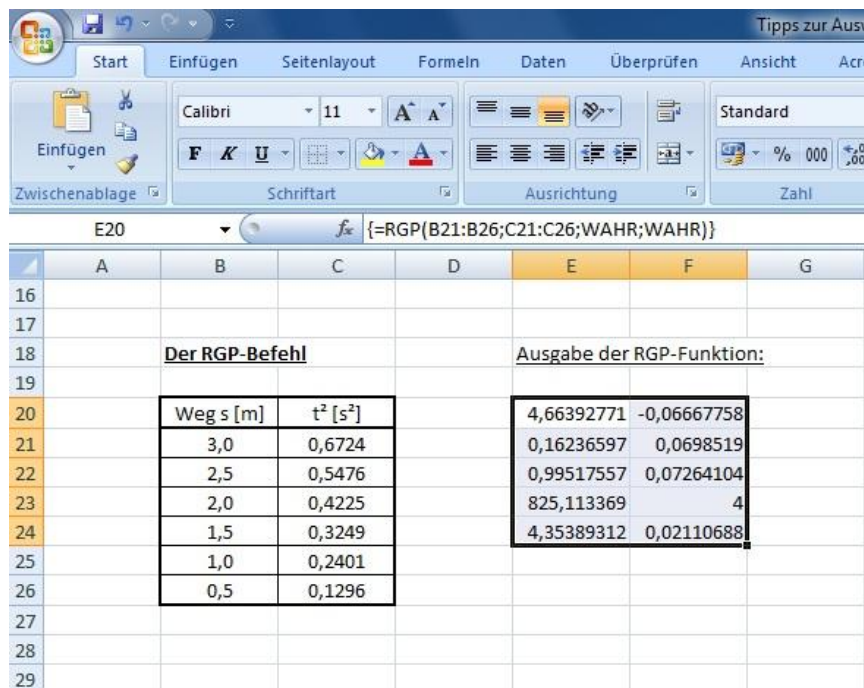 Tipps zur Ausw
Start Einfügen Seitenlayout Formeln Daten Überprüfen Ansicht Acr
Calibri 11 A A Standard
Einfügen F K U % 000
Zwischenablage Schriftart Ausrichtung Zahl
E20 fx {=RGP(B21:B26;C21:C26;WAHR;WAHR)}
A B C D E F G
16
17
18 Der RGP-Befehl Ausgabe der RGP-Funktion:
19
20 Weg s [m] t² [s²] 4,66392771 -0,06667758
21 3,0 0,6724 0,16236597 0,0698519
22 2,5 0,5476 0,99517557 0,07264104
23 2,0 0,4225 825,113369 4
24 1,5 0,3249 4,35389312 0,02110688
25 1,0 0,2401
26 0,5 0,1296
27
28
29